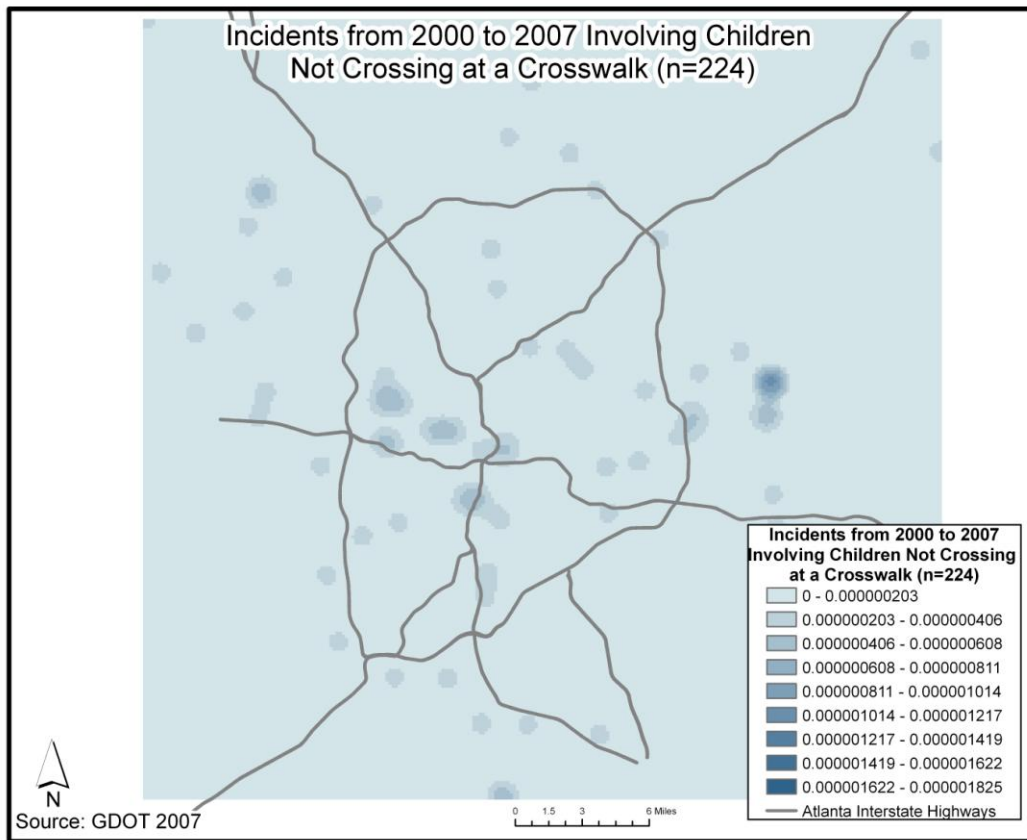 Incidents from 2000 to 2007 Involving Children
Not Crossing at a Crosswalk (n=224)
Incidents from 2000 to 2007
Involving Children Not Crossing
at a Crosswalk (n=224)
0 - 0.000000203
0.000000203 - 0.000000406
0.000000406 - 0.000000608
0.000000608 - 0.000000811
0.000000811 - 0.000001014
0.000001014 - 0.000001217
0.000001217 - 0.000001419
0.000001419 - 0.000001622
0.000001622 - 0.000001825
Atlanta Interstate Highways
N
Source: GDOT 2007
0 1.5 3 6 Miles